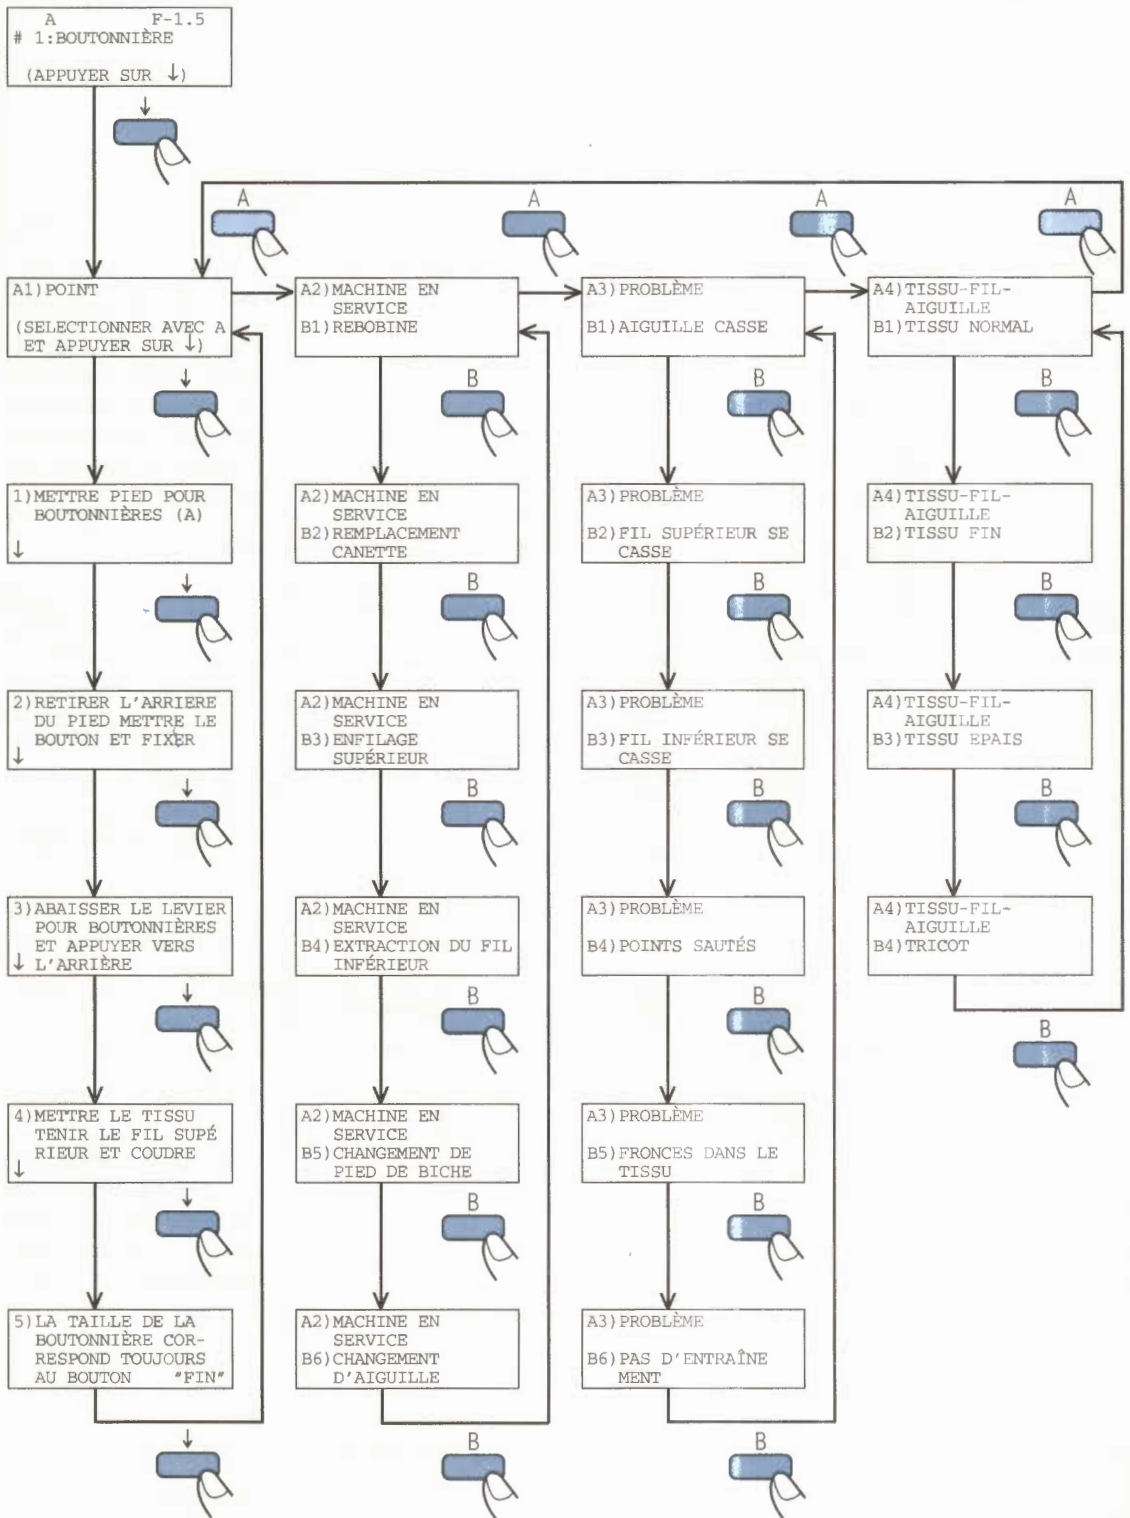 A F-1.5
# 1:BOUTONNIÈRE
(APPUYER SUR ↓)
↓
A
A
A
A
A1)POINT
(SELECTIONNER AVEC A
ET APPUYER SUR ↓)
A2)MACHINE EN
SERVICE
B1)REBOBINE
A3)PROBLÈME
B1)AIGUILLE CASSE
A4)TISSU-FIL-
AIGUILLE
B1)TISSU NORMAL
↓
B
B
B
1)METTRE PIED POUR
BOUTONNIÈRES (A)
↓
A2)MACHINE EN
SERVICE
B2)REMPLACEMENT
CANETTE
A3)PROBLÈME
B2)FIL SUPÉRIEUR SE
CASSE
A4)TISSU-FIL-
AIGUILLE
B2)TISSU FIN
↓
B
B
B
2)RETIRER L'ARRIERE
DU PIED METTRE LE
BOUTON ET FIXER
↓
A2)MACHINE EN
SERVICE
B3)ENFILAGE
SUPÉRIEUR
A3)PROBLÈME
B3)FIL INFÉRIEUR SE
CASSE
A4)TISSU-FIL-
AIGUILLE
B3)TISSU EPAIS
↓
B
B
B
3)ABAISSER LE LEVIER
POUR BOUTONNIÈRES
ET APPUYER VERS
↓ L'ARRIÈRE
A2)MACHINE EN
SERVICE
B4)EXTRACTION DU FIL
INFÉRIEUR
A3)PROBLÈME
B4)POINTS SAUTÉS
A4)TISSU-FIL-
AIGUILLE
B4)TRICOT
↓
B
B
B
4)METTRE LE TISSU
TENIR LE FIL SUPÉ
RIEUR ET COUDRE
↓
A2)MACHINE EN
SERVICE
B5)CHANGEMENT DE
PIED DE BICHE
A3)PROBLÈME
B5)FRONCES DANS LE
TISSU
↓
B
B
5)LA TAILLE DE LA
BOUTONNIÈRE COR-
RESPOND TOUJOURS
AU BOUTON "FIN"
A2)MACHINE EN
SERVICE
B6)CHANGEMENT
D'AIGUILLE
A3)PROBLÈME
B6)PAS D'ENTRAÎNE
MENT
↓
B
B